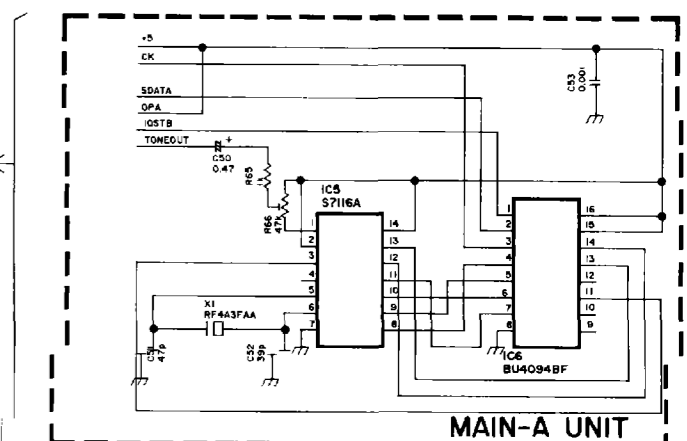 +5
CK
SDATA
OPA
IOSTB
TONEOUT
+
C50
0.47
R65
R66
47k
C53
0.001
IC5
S7116A
1
2
3
4
5
6
7
14
13
12
11
10
9
8
1
2
3
4
5
6
7
8
16
15
14
13
12
11
10
9
IC6
BU4094BF
X1
RF4A3FAA
C51
47p
C52
39p
MAIN-A UNIT